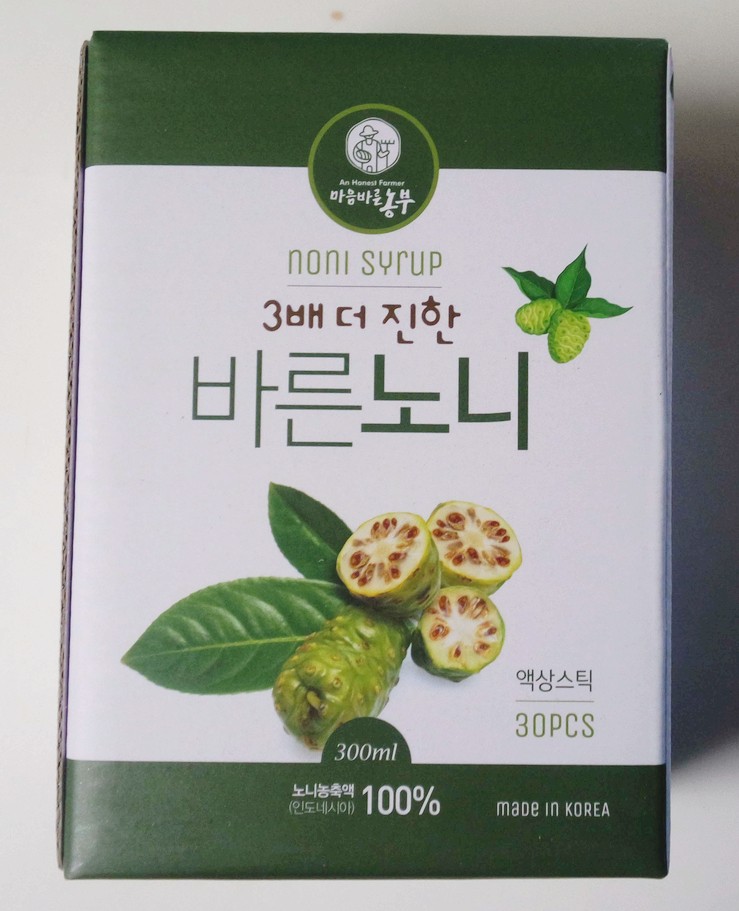 An Honest Farmer
마음바른농부
noni syrup
3배 더 진한
바른노니
액상스틱
30PCS
300ml
노니농축액
(인도네시아) 100%
made in KOREA